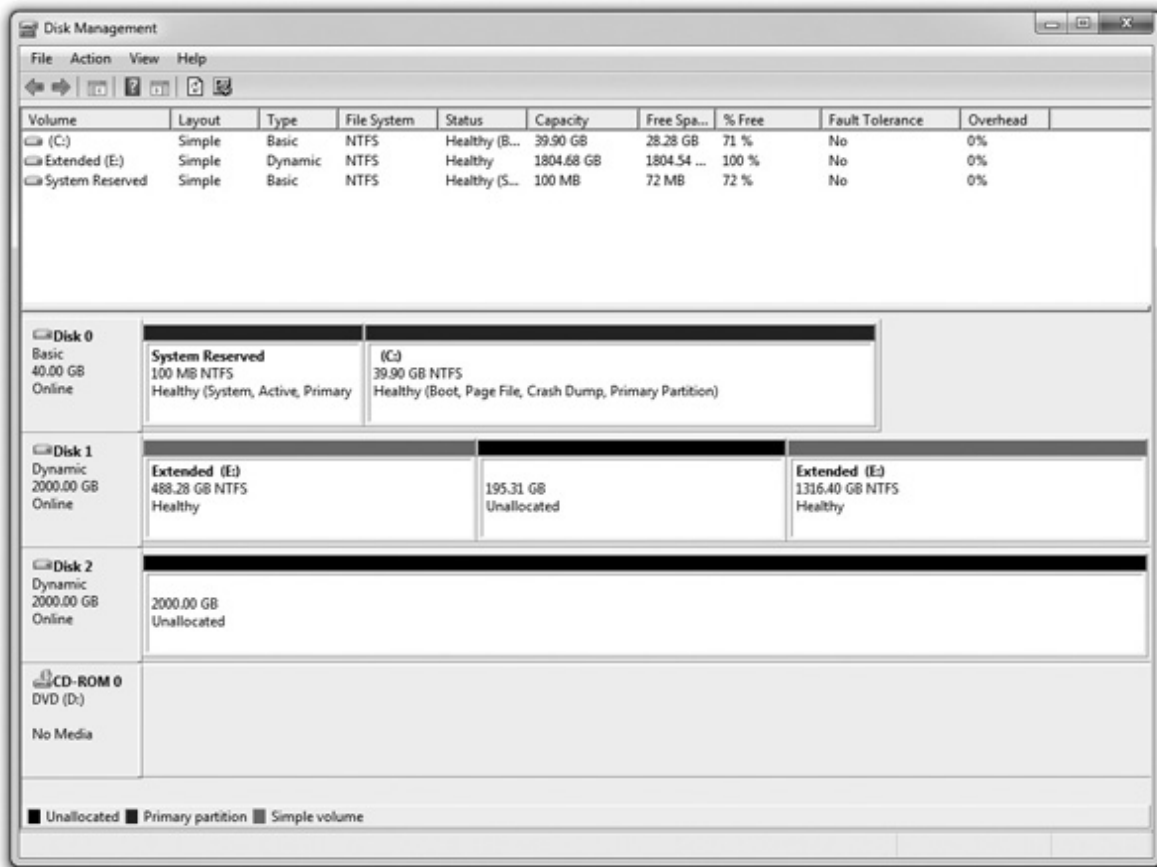 Disk Management
File Action View Help
Volume Layout Type File System Status Capacity Free Spa... % Free Fault Tolerance Overhead
(C:) Simple Basic NTFS Healthy (B... 39.90 GB 28.28 GB 71 % No 0%
Extended (E:) Simple Dynamic NTFS Healthy 1804.68 GB 1804.54 ... 100 % No 0%
System Reserved Simple Basic NTFS Healthy (S... 100 MB 72 MB 72 % No 0%
Disk 0
Basic
40.00 GB
Online
System Reserved
100 MB NTFS
Healthy (System, Active, Primary
(C:)
39.90 GB NTFS
Healthy (Boot, Page File, Crash Dump, Primary Partition)
Disk 1
Dynamic
2000.00 GB
Online
Extended (E:)
488.28 GB NTFS
Healthy
195.31 GB
Unallocated
Extended (E:)
1316.40 GB NTFS
Healthy
Disk 2
Dynamic
2000.00 GB
Online
2000.00 GB
Unallocated
CD-ROM 0
DVD (D:)
No Media
Unallocated Primary partition Simple volume